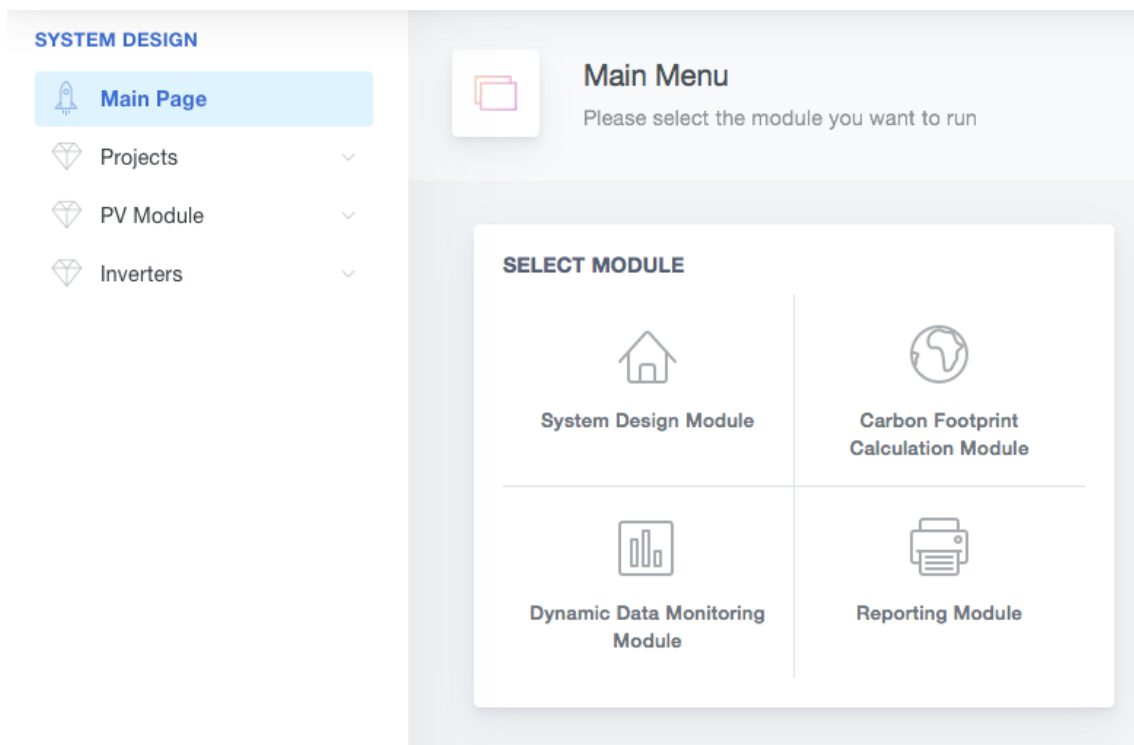 SYSTEM DESIGN
Main Page
Projects
PV Module
Inverters
Main Menu
Please select the module you want to run
SELECT MODULE
System Design Module
Carbon Footprint
Calculation Module
Dynamic Data Monitoring
Module
Reporting Module